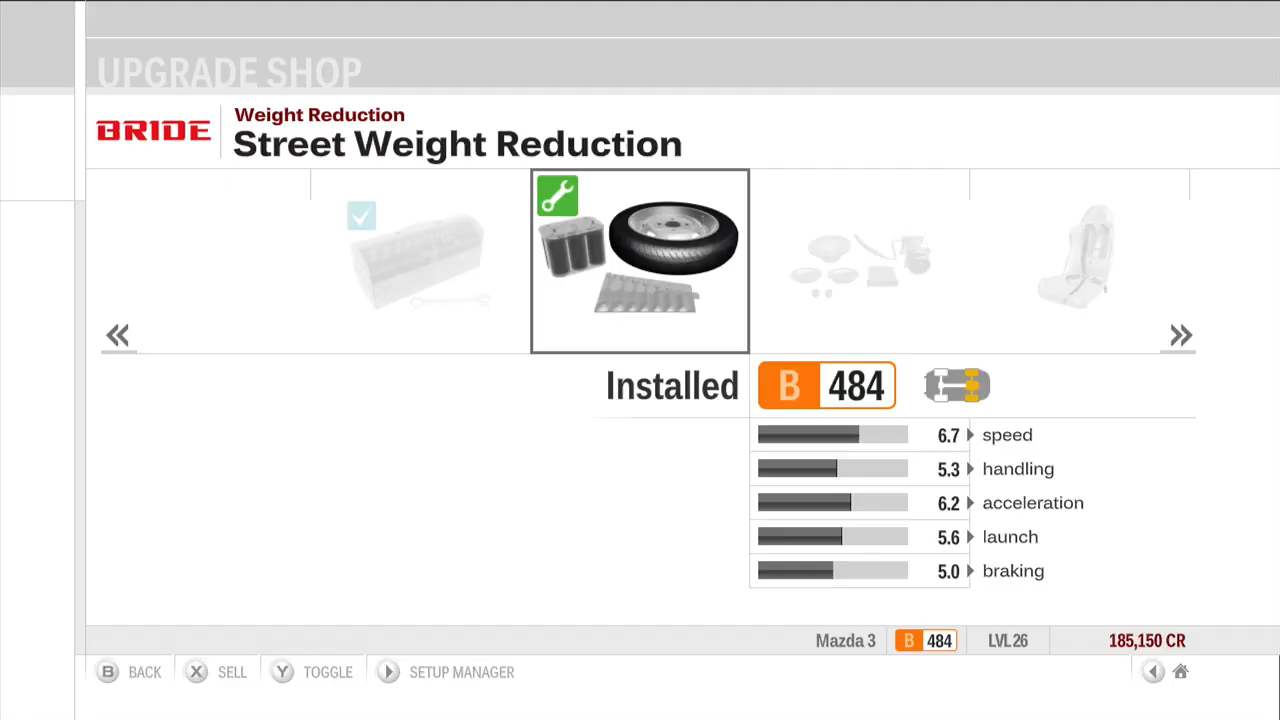 UPGRADE SHOP
BRIDE
Weight Reduction
Street Weight Reduction
Installed
B 484
6.7 speed
5.3 handling
6.2 acceleration
5.6 launch
5.0 braking
Mazda 3 B 484 LVL 26 185,150 CR
B BACK X SELL Y TOGGLE SETUP MANAGER